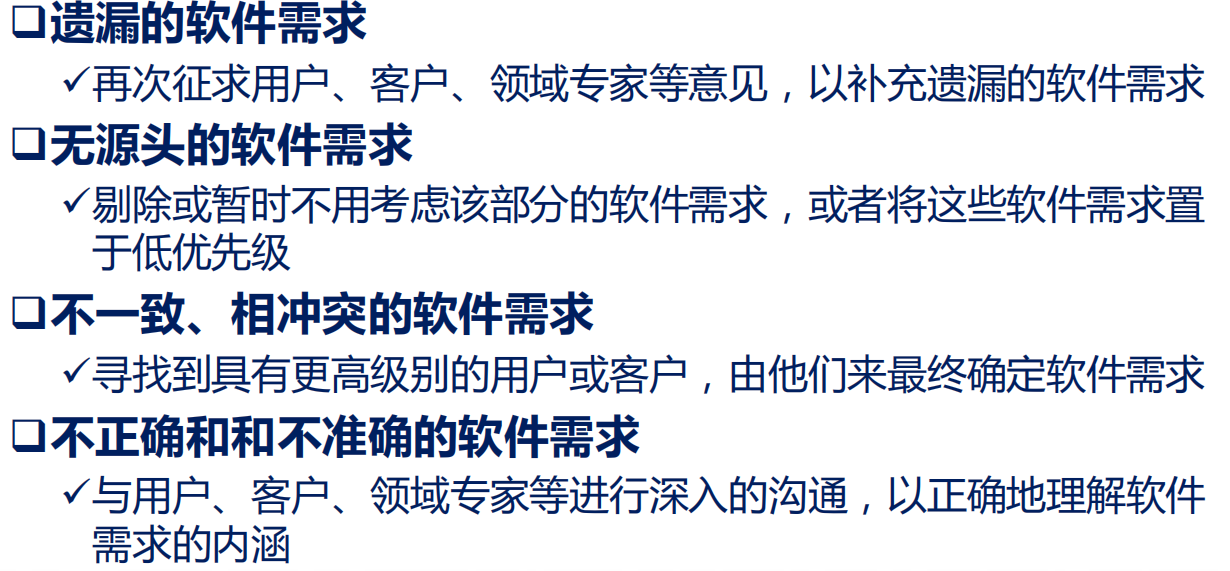 ❑遗漏的软件需求
✓再次征求用户、客户、领域专家等意见，以补充遗漏的软件需求
❑无源头的软件需求
✓剔除或暂时不用考虑该部分的软件需求，或者将这些软件需求置
于低优先级
❑不一致、相冲突的软件需求
✓寻找到具有更高级别的用户或客户，由他们来最终确定软件需求
❑不正确和和不准确的软件需求
✓与用户、客户、领域专家等进行深入的沟通，以正确地理解软件
需求的内涵